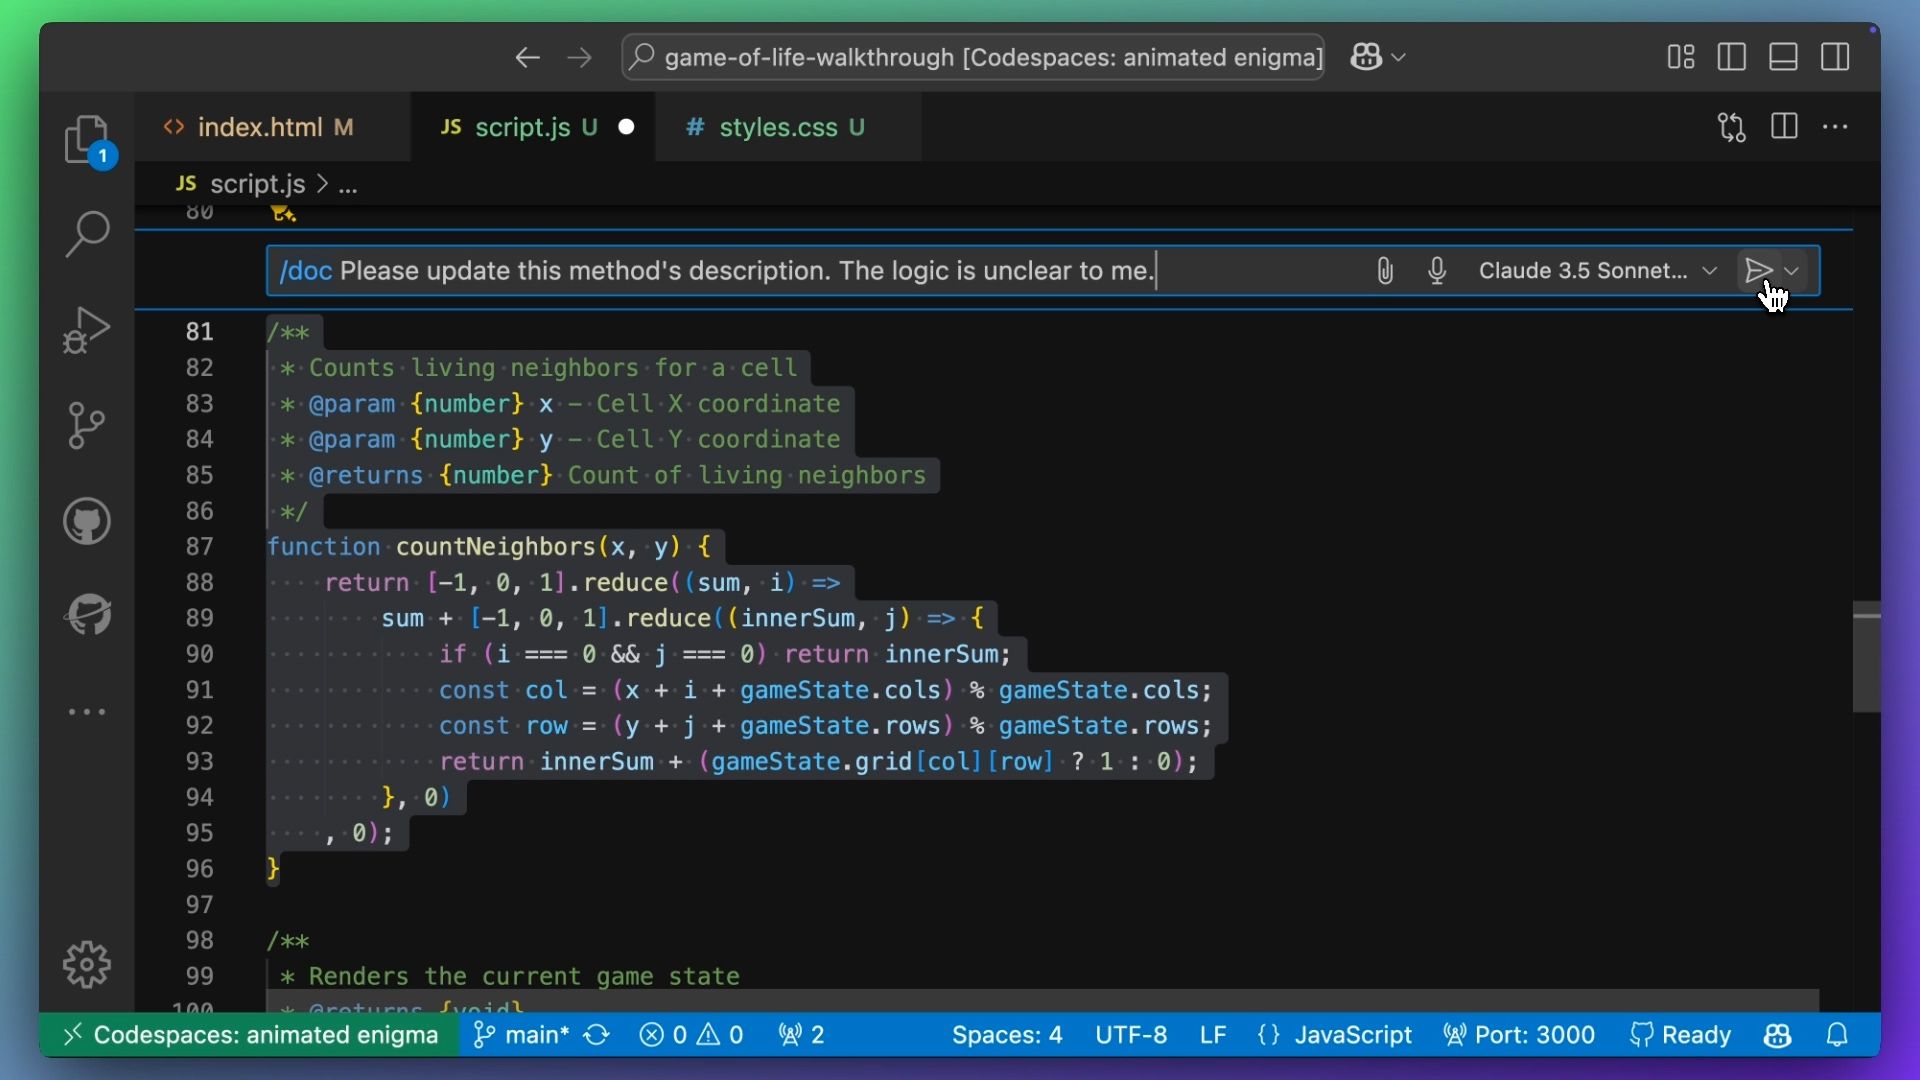 game-of-life-walkthrough [Codespaces: animated enigma]
<> index.html M
JS script.js U
# styles.css U
1
JS script.js > ...
80
/doc Please update this method's description. The logic is unclear to me.
Claude 3.5 Sonnet...
81 /**
82 * Counts living neighbors for a cell
83 * @param {number} x - Cell X coordinate
84 * @param {number} y - Cell Y coordinate
85 * @returns {number} Count of living neighbors
86 */
87 function countNeighbors(x, y) {
88 return [-1, 0, 1].reduce((sum, i) =>
89 sum + [-1, 0, 1].reduce((innerSum, j) => {
90 if (i === 0 && j === 0) return innerSum;
91 const col = (x + i + gameState.cols) % gameState.cols;
92 const row = (y + j + gameState.rows) % gameState.rows;
93 return innerSum + (gameState.grid[col][row] ? 1 : 0);
94 }, 0)
95 , 0);
96 }
97
98 /**
99 * Renders the current game state
100 * @returns {void}
Codespaces: animated enigma main* 0 0 2 Spaces: 4 UTF-8 LF {} JavaScript Port: 3000 Ready